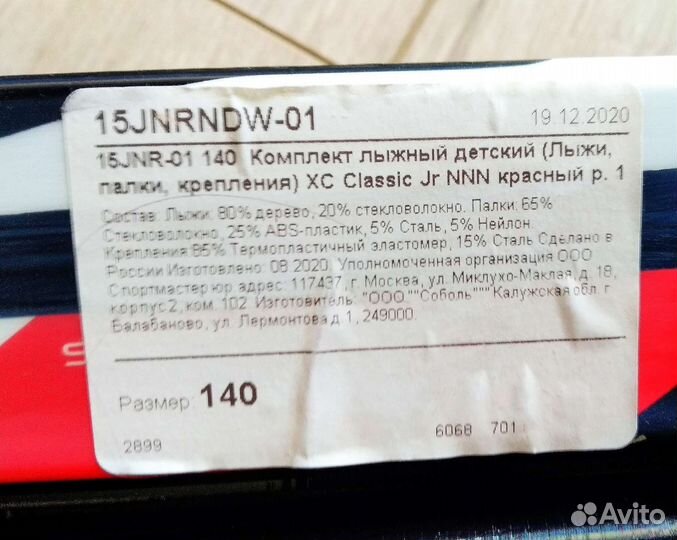 15JNRNDW-01 19.12.2020
15JNR-01 140 Комплект лыжный детский (Лыжи,
палки, крепления) XC Classic Jr NNN красный р. 1
Состав: Лыжи: 80% дерево, 20% стекловолокно. Палки: 65%
Стекловолокно, 25% ABS-пластик, 5% Сталь, 5% Нейлон.
Крепления:85% Термопластичный эластомер, 15% Сталь Сделано в
России Изготовлено: 08.2020. Уполномоченная организация ООО
Спортмастер юр адрес: 117437, г. Москва, ул. Миклухо-Маклая, д. 18,
корпус 2, ком. 102. Изготовитель: "ООО ""Соболь""" Калужская обл. г.
Балабаново, ул. Лермонтова д 1, 249000.
S
Размер: 140
2899 6068 701
Avito